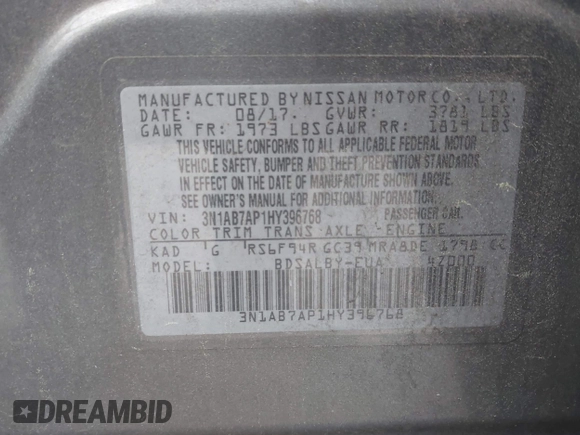 MANUFACTURED BY NISSAN MOTOR CO., LTD.
DATE: 08/17. GVWR: 3781 LBS
GAWR FR: 1973 LBS GAWR RR: 1819 LBS
THIS VEHICLE CONFORMS TO ALL APPLICABLE FEDERAL MOTOR
VEHICLE SAFETY, BUMPER AND THEFT PREVENTION STANDARDS
IN EFFECT ON THE DATE OF MANUFACTURE SHOWN ABOVE.
SEE OWNER'S MANUAL FOR ADDITIONAL INFORMATION.
VIN: 3N1AB7AP1HY396768 PASSENGER CAR.
COLOR TRIM TRANS AXLE ENGINE
KAD G RS6F94R GC39 MRA8DE 1798 CC
MODEL: BDSALBY-EUA 4Z000
3N1AB7AP1HY396768
DREAMBID